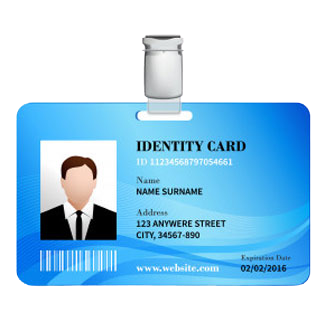 IDENTITY CARD
ID 11234568797054661
Name
NAME SURNAME
Address
123 ANYWERE STREET
CITY, 34567-890
Expiration Date
www.website.com
02/02/2016